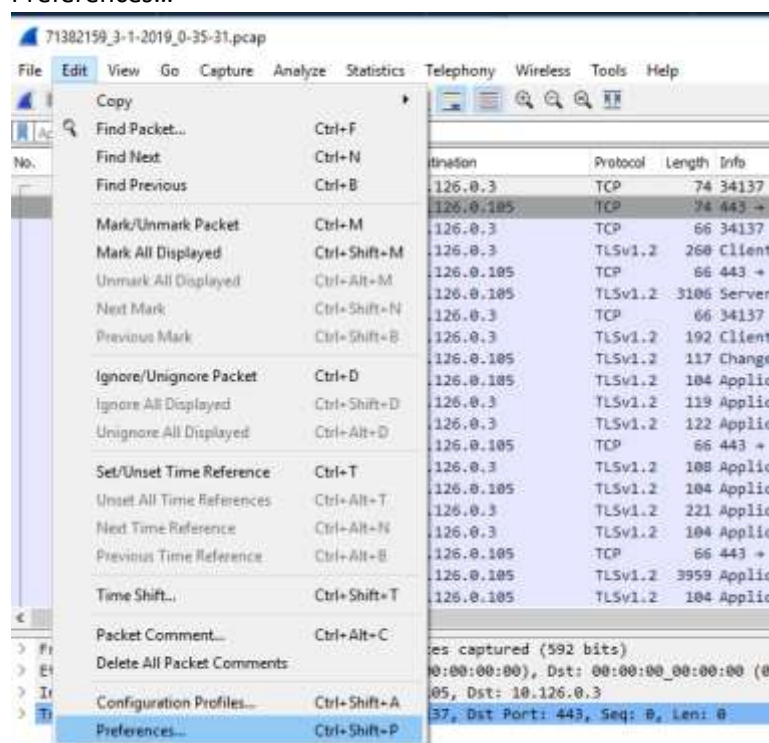 Preferences...
71382159_3-1-2019_0-35-31.pcap
File Edit View Go Capture Analyze Statistics Telephony Wireless Tools Help
Copy
Find Packet... Ctrl+F
No. tination Protocol Length Info
Find Next Ctrl+N
.126.0.3 TCP 74 34137
Find Previous Ctrl+B
.126.0.105 TCP 74 443 →
Mark/Unmark Packet Ctrl+M
.126.0.3 TCP 66 34137
Mark All Displayed Ctrl+Shift+M
.126.0.3 TLSv1.2 260 Client
Unmark All Displayed Ctrl+Alt+M
.126.0.105 TCP 66 443 →
Next Mark Ctrl+Shift+N
.126.0.105 TLSv1.2 3106 Server
.126.0.3 TCP 66 34137
Previous Mark Ctrl+Shift+B
.126.0.3 TLSv1.2 192 Client
.126.0.105 TLSv1.2 117 Change
Ignore/Unignore Packet Ctrl+D
.126.0.105 TLSv1.2 104 Applic
Ignore All Displayed Ctrl+Shift+D
.126.0.3 TLSv1.2 119 Applic
Unignore All Displayed Ctrl+Alt+D
.126.0.3 TLSv1.2 122 Applic
.126.0.105 TCP 66 443 →
Set/Unset Time Reference Ctrl+T
.126.0.3 TLSv1.2 108 Applic
Unset All Time References Ctrl+Alt+T
.126.0.105 TLSv1.2 104 Applic
.126.0.3 TLSv1.2 221 Applic
Next Time Reference Ctrl+Alt+N
.126.0.3 TLSv1.2 104 Applic
Previous Time Reference Ctrl+Alt+B
.126.0.105 TCP 66 443 →
.126.0.105 TLSv1.2 3959 Applic
Time Shift... Ctrl+Shift+T
.126.0.105 TLSv1.2 104 Applic
Packet Comment... Ctrl+Alt+C
es captured (592 bits)
Delete All Packet Comments
0:00:00:00), Dst: 00:00:00_00:00:00 (0
05, Dst: 10.126.0.3
Configuration Profiles... Ctrl+Shift+A
37, Dst Port: 443, Seq: 0, Len: 0
Preferences... Ctrl+Shift+P